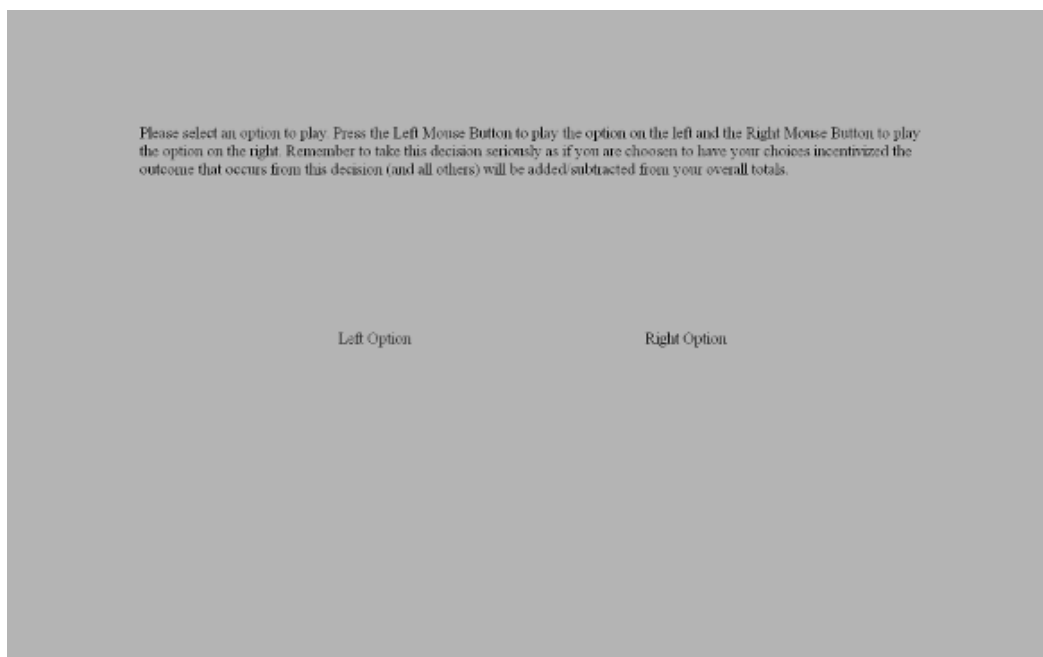 Please select an option to play. Press the Left Mouse Button to play the option on the left and the Right Mouse Button to play
the option on the right. Remember to take this decision seriously as if you are choosen to have your choices incentivized the
outcome that occurs from this decision (and all others) will be added/subtracted from your overall totals.
Left Option Right Option